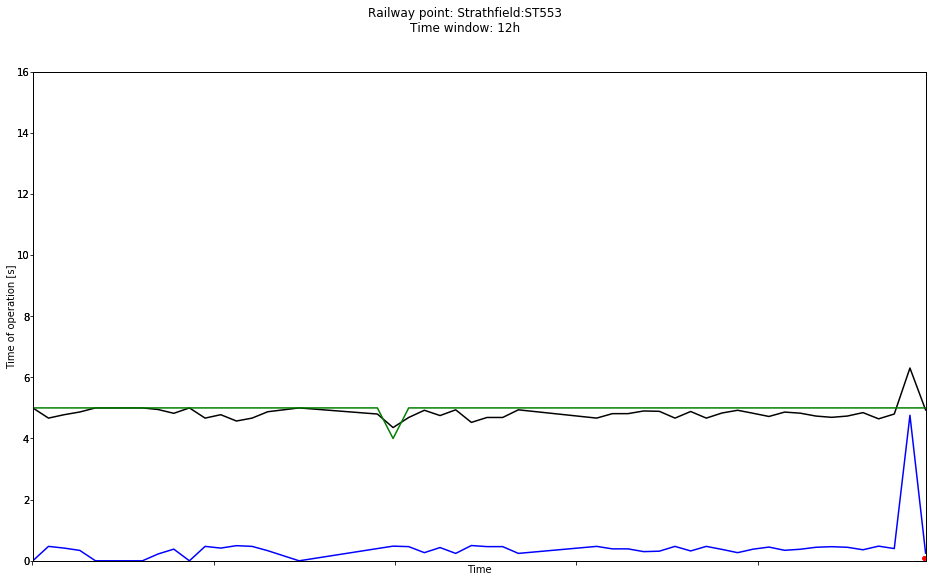 Railway point: Strathfield:ST553
Time window: 12h
16
14
12
10
8
6
4
2
0
Time of operation [s]
Time